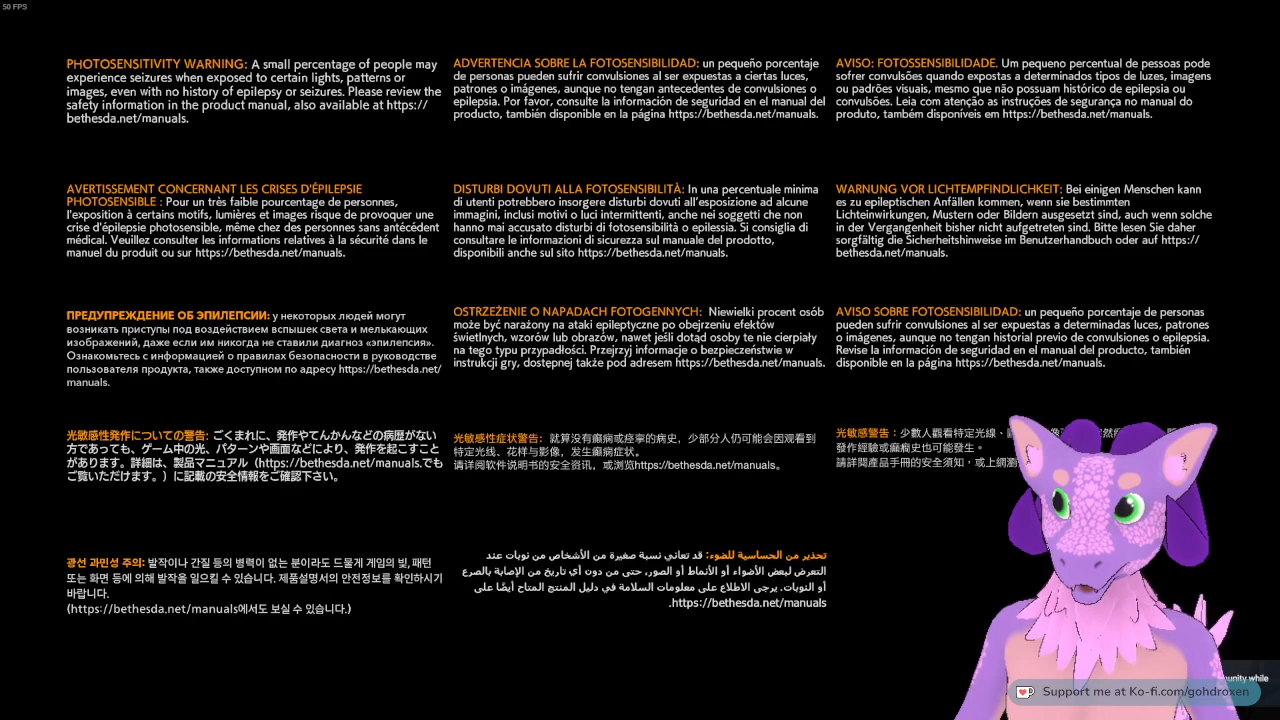 50 FPS
PHOTOSENSITIVITY WARNING: A small percentage of people may
experience seizures when exposed to certain lights, patterns or
images, even with no history of epilepsy or seizures. Please review the
safety information in the product manual, also available at https://
bethesda.net/manuals.
ADVERTENCIA SOBRE LA FOTOSENSIBILIDAD: un pequeño porcentaje
de personas pueden sufrir convulsiones al ser expuestas a ciertas luces,
patrones o imágenes, aunque no tengan antecedentes de convulsiones o
epilepsia. Por favor, consulte la información de seguridad en el manual del
producto, también disponible en la página https://bethesda.net/manuals.
AVISO: FOTOSSENSIBILIDADE. Um pequeno percentual de pessoas pode
sofrer convulsões quando expostas a determinados tipos de luzes, imagens
ou padrões visuais, mesmo que não possuam histórico de epilepsia ou
convulsões. Leia com atenção as instruções de segurança no manual do
produto, também disponíveis em https://bethesda.net/manuals.
AVERTISSEMENT CONCERNANT LES CRISES D'ÉPILEPSIE
PHOTOSENSIBLE : Pour un très faible pourcentage de personnes,
l'exposition à certains motifs, lumières et images risque de provoquer une
crise d'épilepsie photosensible, même chez des personnes sans antécédent
médical. Veuillez consulter les informations relatives à la sécurité dans le
manuel du produit ou sur https://bethesda.net/manuals.
DISTURBI DOVUTI ALLA FOTOSENSIBILITÀ: In una percentuale minima
di utenti potrebbero insorgere disturbi dovuti all'esposizione ad alcune
immagini, inclusi motivi o luci intermittenti, anche nei soggetti che non
hanno mai accusato disturbi di fotosensibilità o epilessia. Si consiglia di
consultare le informazioni di sicurezza sul manuale del prodotto,
disponibili anche sul sito https://bethesda.net/manuals.
WARNUNG VOR LICHTEMPFINDLICHKEIT: Bei einigen Menschen kann
es zu epileptischen Anfällen kommen, wenn sie bestimmten
Lichteinwirkungen, Mustern oder Bildern ausgesetzt sind, auch wenn solche
in der Vergangenheit bisher nicht aufgetreten sind. Bitte lesen Sie daher
sorgfältig die Sicherheitshinweise im Benutzerhandbuch oder auf https://
bethesda.net/manuals.
ПРЕДУПРЕЖДЕНИЕ ОБ ЭПИЛЕПСИИ: у некоторых людей могут
возникать приступы под воздействием вспышек света и мелькающих
изображений, даже если им никогда не ставили диагноз «эпилепсия».
Ознакомьтесь с информацией о правилах безопасности в руководстве
пользователя продукта, также доступном по адресу https://bethesda.net/
manuals.
OSTRZEŻENIE O NAPADACH FOTOGENNYCH: Niewielki procent osób
może być narażony na ataki epileptyczne po obejrzeniu efektów
świetlnych, wzorów lub obrazów, nawet jeśli dotąd osoby te nie cierpiały
na tego typu przypadłości. Przejrzyj informacje o bezpieczeństwie w
instrukcji gry, dostępnej także pod adresem https://bethesda.net/manuals.
AVISO SOBRE FOTOSENSIBILIDAD: un pequeño porcentaje de personas
pueden sufrir convulsiones al ser expuestas a determinadas luces, patrones
o imágenes, aunque no tengan historial previo de convulsiones o epilepsia.
Revise la información de seguridad en el manual del producto, también
disponible en la página https://bethesda.net/manuals.
光敏感性発作についての警告: ごくまれに、発作やてんかんなどの病歴がない
方であっても、ゲーム中の光、パターンや画面などにより、発作を起こすこと
があります。詳細は、製品マニュアル（https://bethesda.net/manuals.でも
ご覧いただけます。）に記載の安全情報をご確認下さい。
光敏感性症状警告: 就算没有癫痫或痉挛的病史，少部分人仍可能会因观看到
特定光线、花样与影像，发生癫痫症状。
请详阅软件说明书的安全资讯，或浏览https://bethesda.net/manuals。
光敏感警告：少數人觀看特定光線、
發作經驗或癲癇史也可能發生。
請詳閱產品手冊的安全須知，或上網瀏
광선 과민성 주의: 발작이나 간질 등의 병력이 없는 분이라도 드물게 게임의 빛, 패턴
또는 화면 등에 의해 발작을 일으킬 수 있습니다. 제품설명서의 안전정보를 확인하시기
바랍니다.
(https://bethesda.net/manuals에서도 보실 수 있습니다.)
تحذير من الحساسية للضوء: قد تعاني نسبة صغيرة من الأشخاص من نوبات عند
التعرض لبعض الأضواء أو الأنماط أو الصور، حتى من دون أي تاريخ من الإصابة بالصرع
أو النوبات. يرجى الاطلاع على معلومات السلامة في دليل المنتج المتاح أيضًا على
https://bethesda.net/manuals.
unity while
Support me at Ko-fi.com/gohdroxen